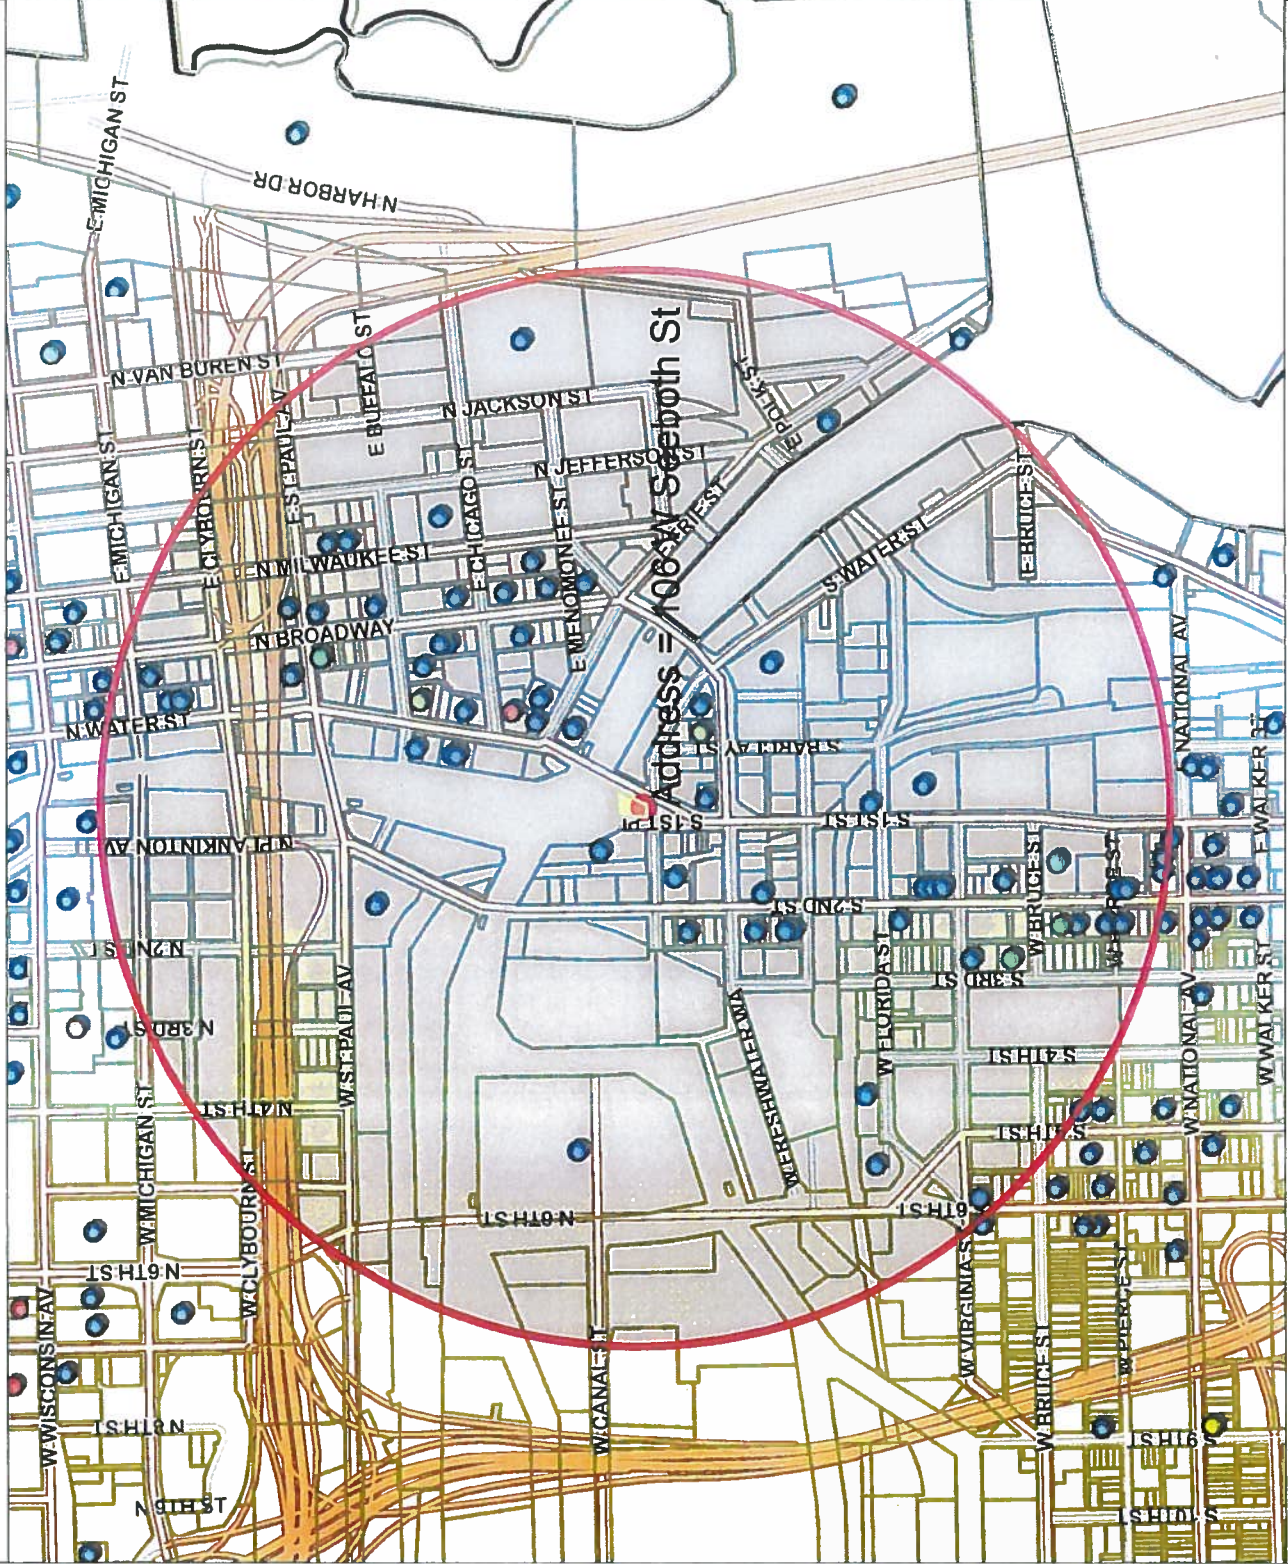 E MICHIGAN ST
N HARBOR DR
N VAN BUREN ST
E BUFFALO ST
N JACKSON ST
E POLK ST
Address = 106 W Seeboth St
E MICHIGAN ST
E CLYBOURN ST
E ST PAUL AV
E CHICAGO ST
N JEFFERSON ST
E MENOMONEE ST
E ERIE ST
S WATER ST
E BRUCE ST
N MILWAUKEE ST
N BROADWAY
N WATER ST
S BARCLAY ST
NATIONAL AV
E WALKER ST
N PLANKINTON AV
S 1ST PL
S 1ST ST
S 1ST ST
N 2ND ST
S 2ND ST
W BRUCE ST
N 3RD ST
W ST PAUL AV
W FRESHWATER WA
W FLORIDA ST
S 3RD ST
W NATIONAL AV
W WALKER ST
N 4TH ST
S 4TH ST
W MICHIGAN ST
W CLYBOURN ST
N 6TH ST
N 6TH ST
6TH ST
W WISCONSIN AV
W CANAL ST
W VIRGINIA S
W BRUCE ST
W PIERCE ST
N 8TH ST
S 9TH ST
S 10TH ST